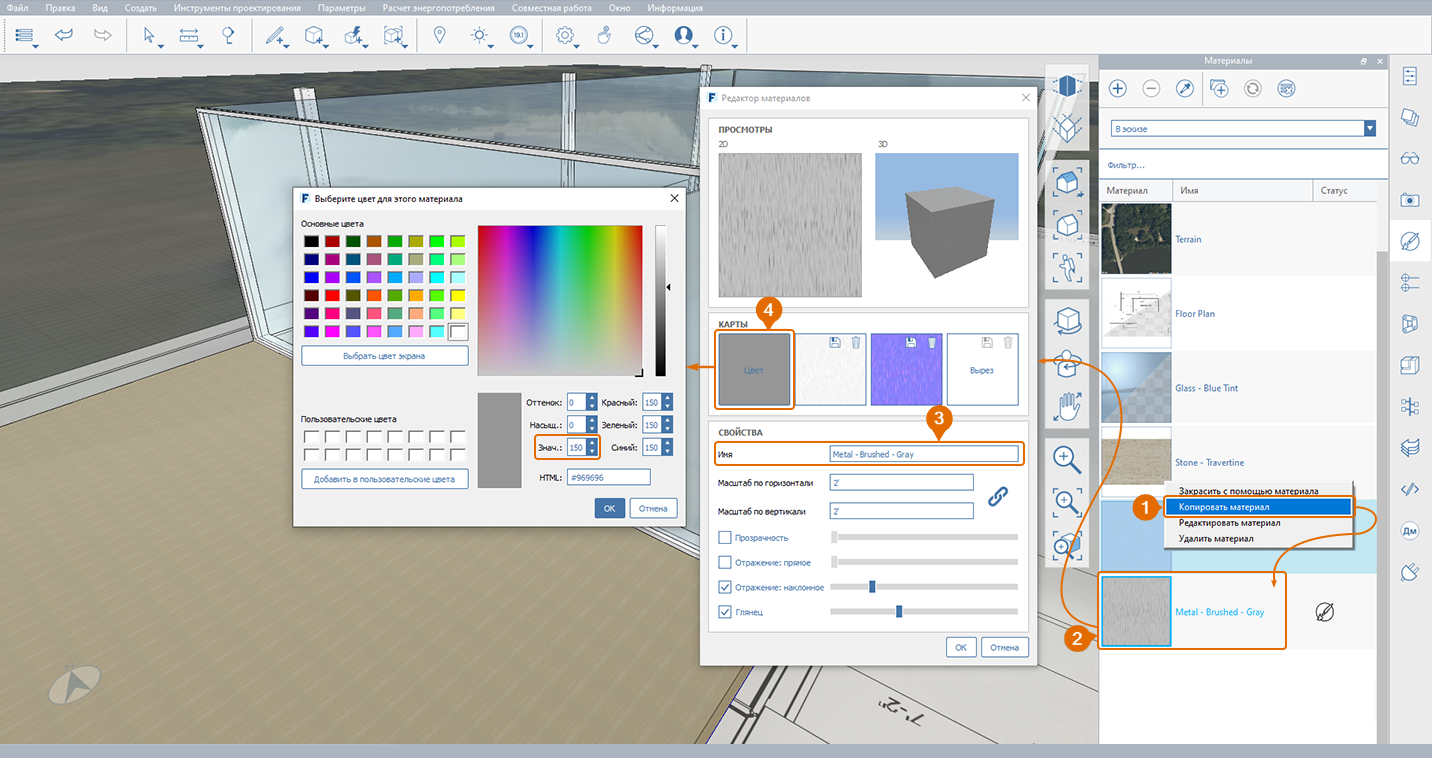 Файл Правка Вид Создать Инструменты проектирования Параметры Расчет энергопотребления Совместная работа Окно Информация
19.1
Материалы
В эскизе
Фильтр...
Материал Имя Статус
Terrain
Floor Plan
Glass - Blue Tint
Stone - Travertine
Закрасить с помощью материала
1
Копировать материал
Редактировать материал
Удалить материал
2
Metal - Brushed - Gray
Дм
F Редактор материалов
ПРОСМОТРЫ
2D 3D
4
КАРТЫ
Цвет Вырез
3
СВОЙСТВА
Имя Metal - Brushed - Gray
Масштаб по горизонтали 2'
Масштаб по вертикали 2'
Прозрачность
Отражение: прямое
Отражение: наклонное
Глянец
OK Отмена
F Выберите цвет для этого материала
Основные цвета
Выбрать цвет экрана
Пользовательские цвета
Добавить в пользовательские цвета
Оттенок: 0 Красный: 150
Насыщ.: 0 Зеленый: 150
Знач.: 150 Синий: 150
HTML: #969696
OK Отмена
7'-2"